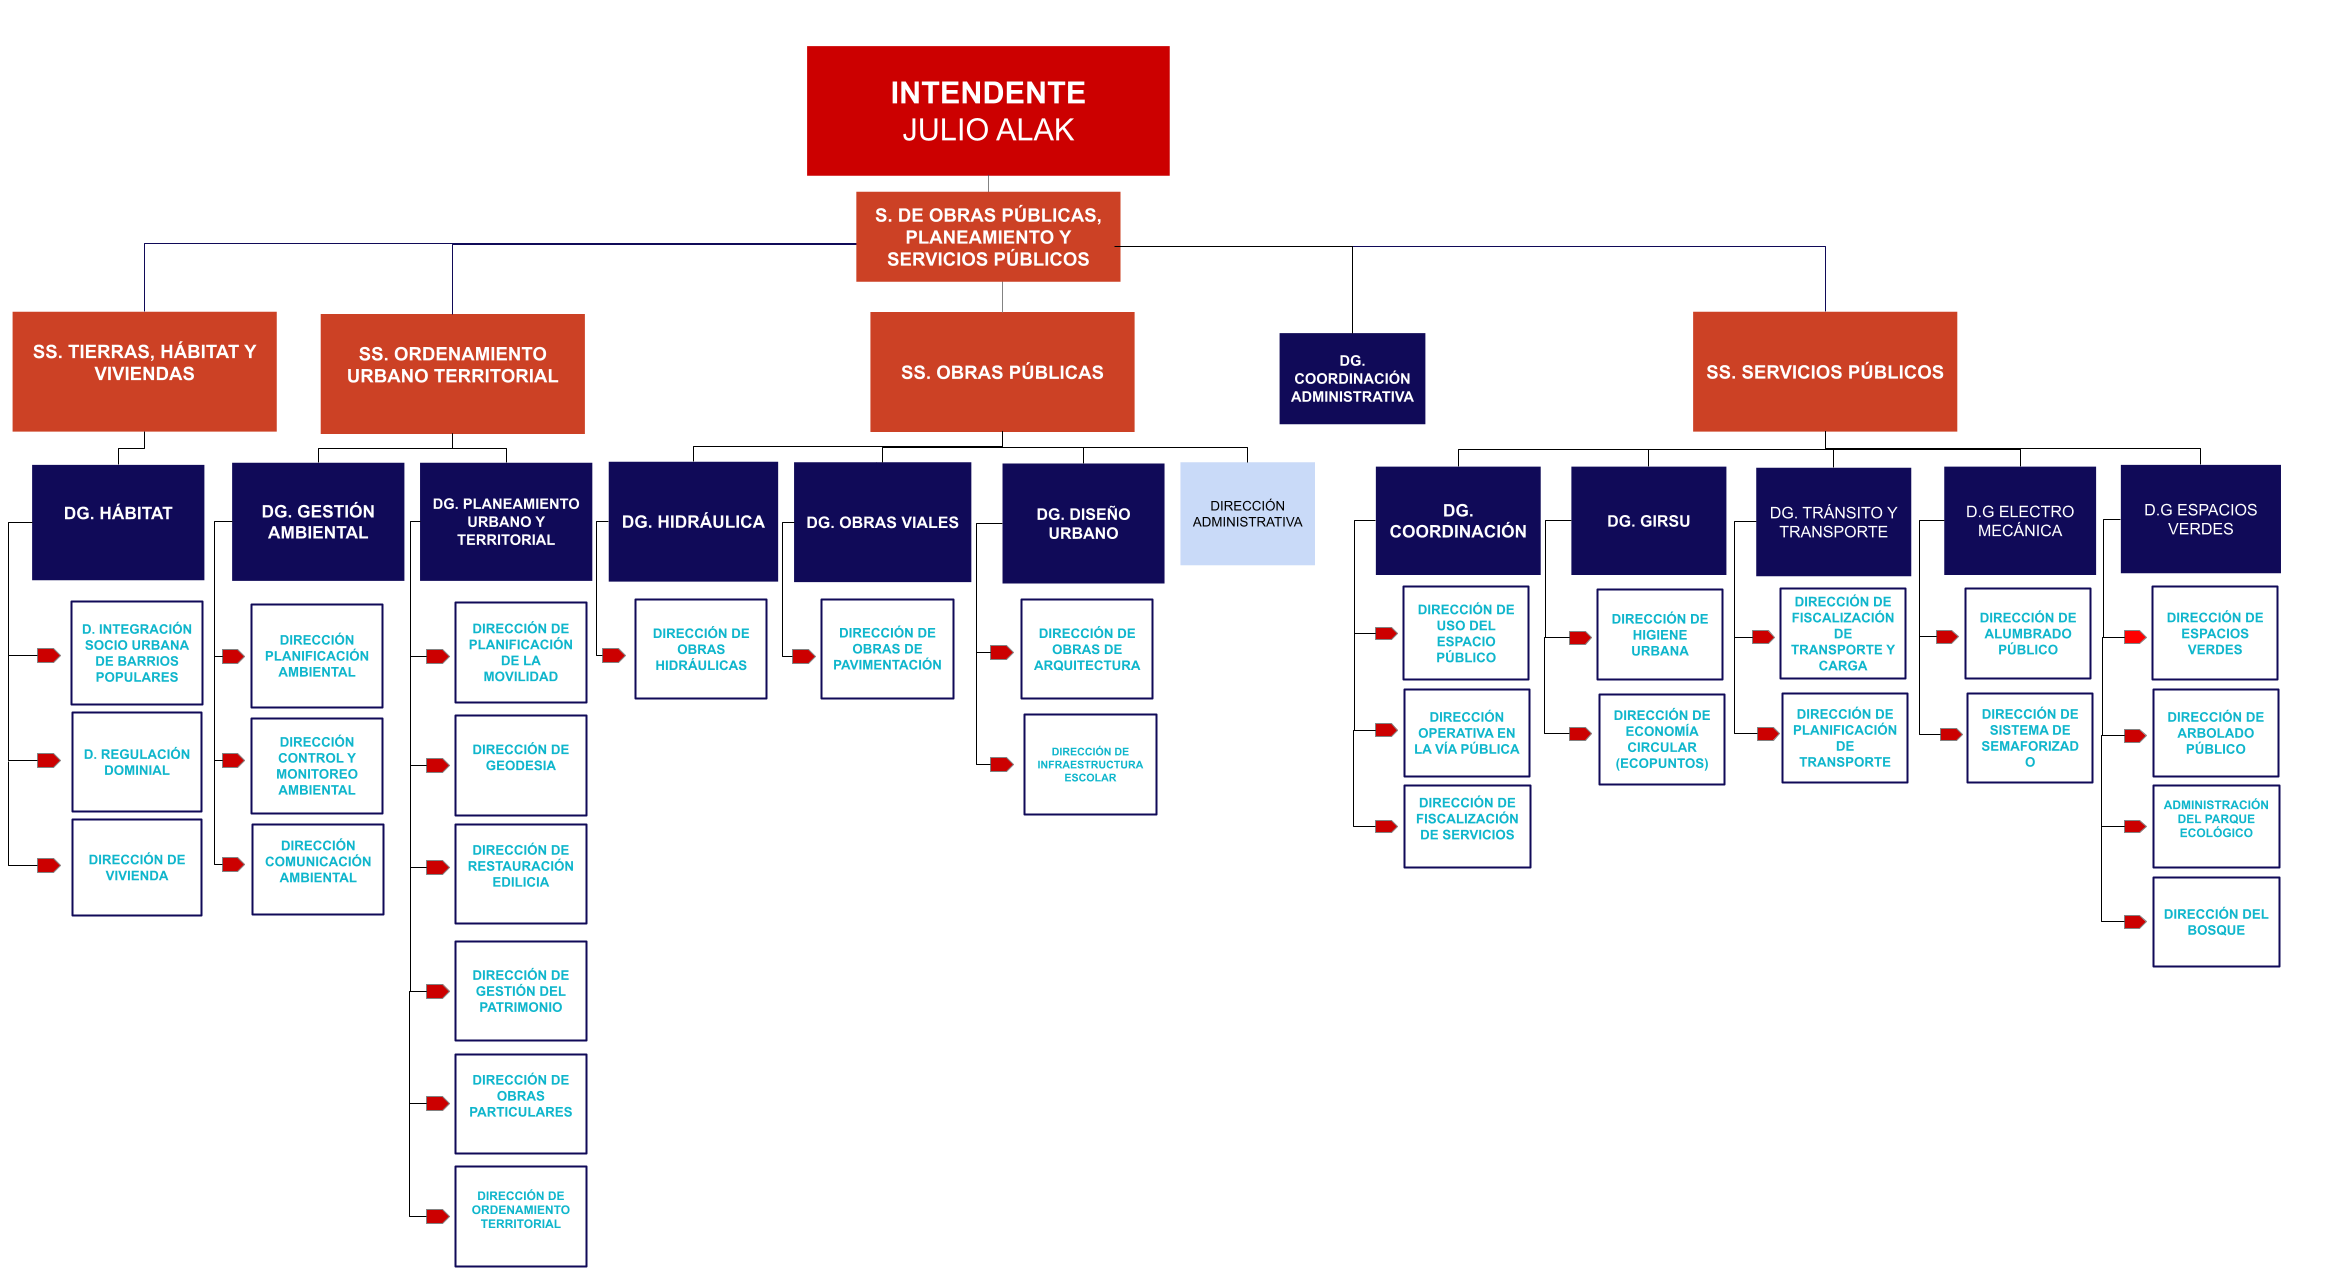 INTENDENTE
JULIO ALAK
S. DE OBRAS PÚBLICAS,
PLANEAMIENTO Y
SERVICIOS PÚBLICOS
SS. TIERRAS, HÁBITAT Y
VIVIENDAS
SS. ORDENAMIENTO
URBANO TERRITORIAL
SS. OBRAS PÚBLICAS
DG.
COORDINACIÓN
ADMINISTRATIVA
SS. SERVICIOS PÚBLICOS
DG. HÁBITAT
DG. GESTIÓN
AMBIENTAL
DG. PLANEAMIENTO
URBANO Y
TERRITORIAL
DG. HIDRÁULICA
DG. OBRAS VIALES
DG. DISEÑO
URBANO
DIRECCIÓN
ADMINISTRATIVA
DG.
COORDINACIÓN
DG. GIRSU
DG. TRÁNSITO Y
TRANSPORTE
D.G ELECTRO
MECÁNICA
D.G ESPACIOS
VERDES
D. INTEGRACIÓN
SOCIO URBANA
DE BARRIOS
POPULARES
D. REGULACIÓN
DOMINIAL
DIRECCIÓN DE
VIVIENDA
DIRECCIÓN
PLANIFICACIÓN
AMBIENTAL
DIRECCIÓN
CONTROL Y
MONITOREO
AMBIENTAL
DIRECCIÓN
COMUNICACIÓN
AMBIENTAL
DIRECCIÓN DE
PLANIFICACIÓN
DE LA
MOVILIDAD
DIRECCIÓN DE
GEODESIA
DIRECCIÓN DE
RESTAURACIÓN
EDILICIA
DIRECCIÓN DE
GESTIÓN DEL
PATRIMONIO
DIRECCIÓN DE
OBRAS
PARTICULARES
DIRECCIÓN DE
ORDENAMIENTO
TERRITORIAL
DIRECCIÓN DE
OBRAS
HIDRÁULICAS
DIRECCIÓN DE
OBRAS DE
PAVIMENTACIÓN
DIRECCIÓN DE
OBRAS DE
ARQUITECTURA
DIRECCIÓN DE
INFRAESTRUCTURA
ESCOLAR
DIRECCIÓN DE
USO DEL
ESPACIO
PÚBLICO
DIRECCIÓN
OPERATIVA EN
LA VÍA PÚBLICA
DIRECCIÓN DE
FISCALIZACIÓN
DE SERVICIOS
DIRECCIÓN DE
HIGIENE
URBANA
DIRECCIÓN DE
ECONOMÍA
CIRCULAR
(ECOPUNTOS)
DIRECCIÓN DE
FISCALIZACIÓN
DE
TRANSPORTE Y
CARGA
DIRECCIÓN DE
PLANIFICACIÓN
DE
TRANSPORTE
DIRECCIÓN DE
ALUMBRADO
PÚBLICO
DIRECCIÓN DE
SISTEMA DE
SEMAFORIZAD
O
DIRECCIÓN DE
ESPACIOS
VERDES
DIRECCIÓN DE
ARBOLADO
PÚBLICO
ADMINISTRACIÓN
DEL PARQUE
ECOLÓGICO
DIRECCIÓN DEL
BOSQUE